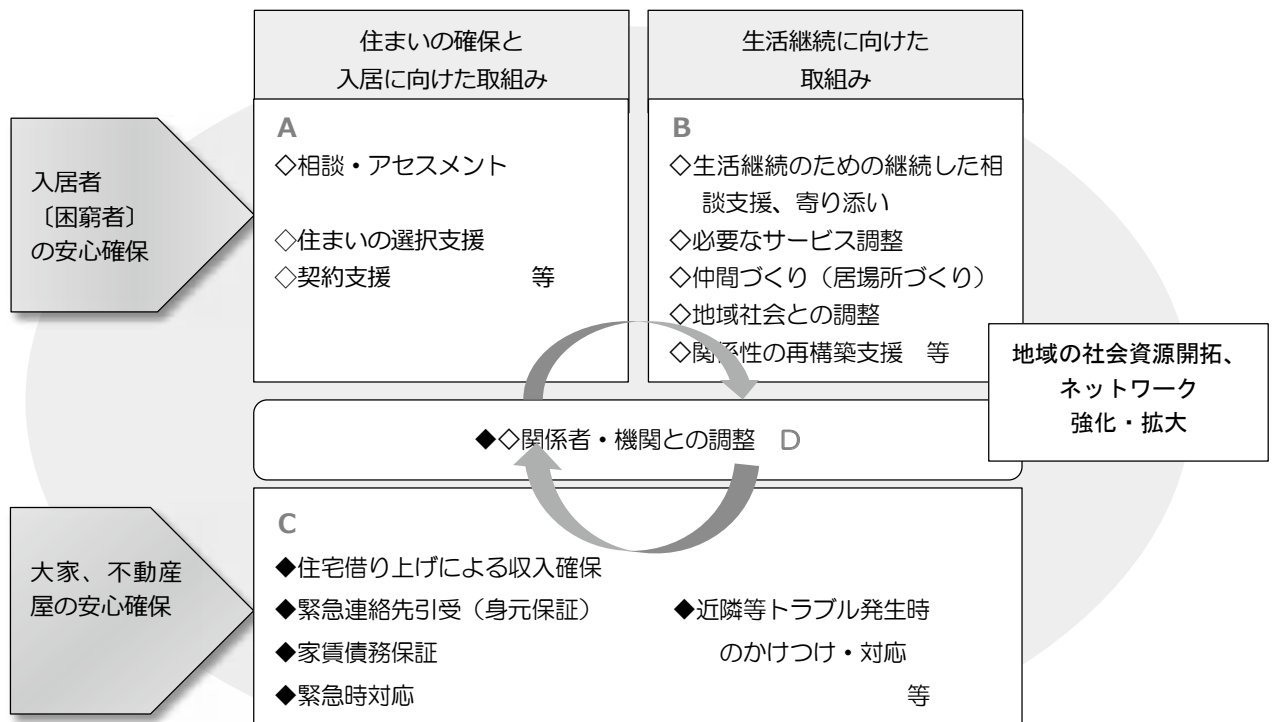 住まいの確保と
入居に向けた取組み
生活継続に向けた
取組み
入居者
〔困窮者〕
の安心確保
A
◇相談・アセスメント
◇住まいの選択支援
◇契約支援 等
B
◇生活継続のための継続した相
談支援、寄り添い
◇必要なサービス調整
◇仲間づくり（居場所づくり）
◇地域社会との調整
◇関係性の再構築支援 等
地域の社会資源開拓、
ネットワーク
強化・拡大
◆◇関係者・機関との調整 D
大家、不動産
屋の安心確保
C
◆住宅借り上げによる収入確保
◆緊急連絡先引受（身元保証）
◆家賃債務保証
◆緊急時対応
◆近隣等トラブル発生時
のかけつけ・対応
等